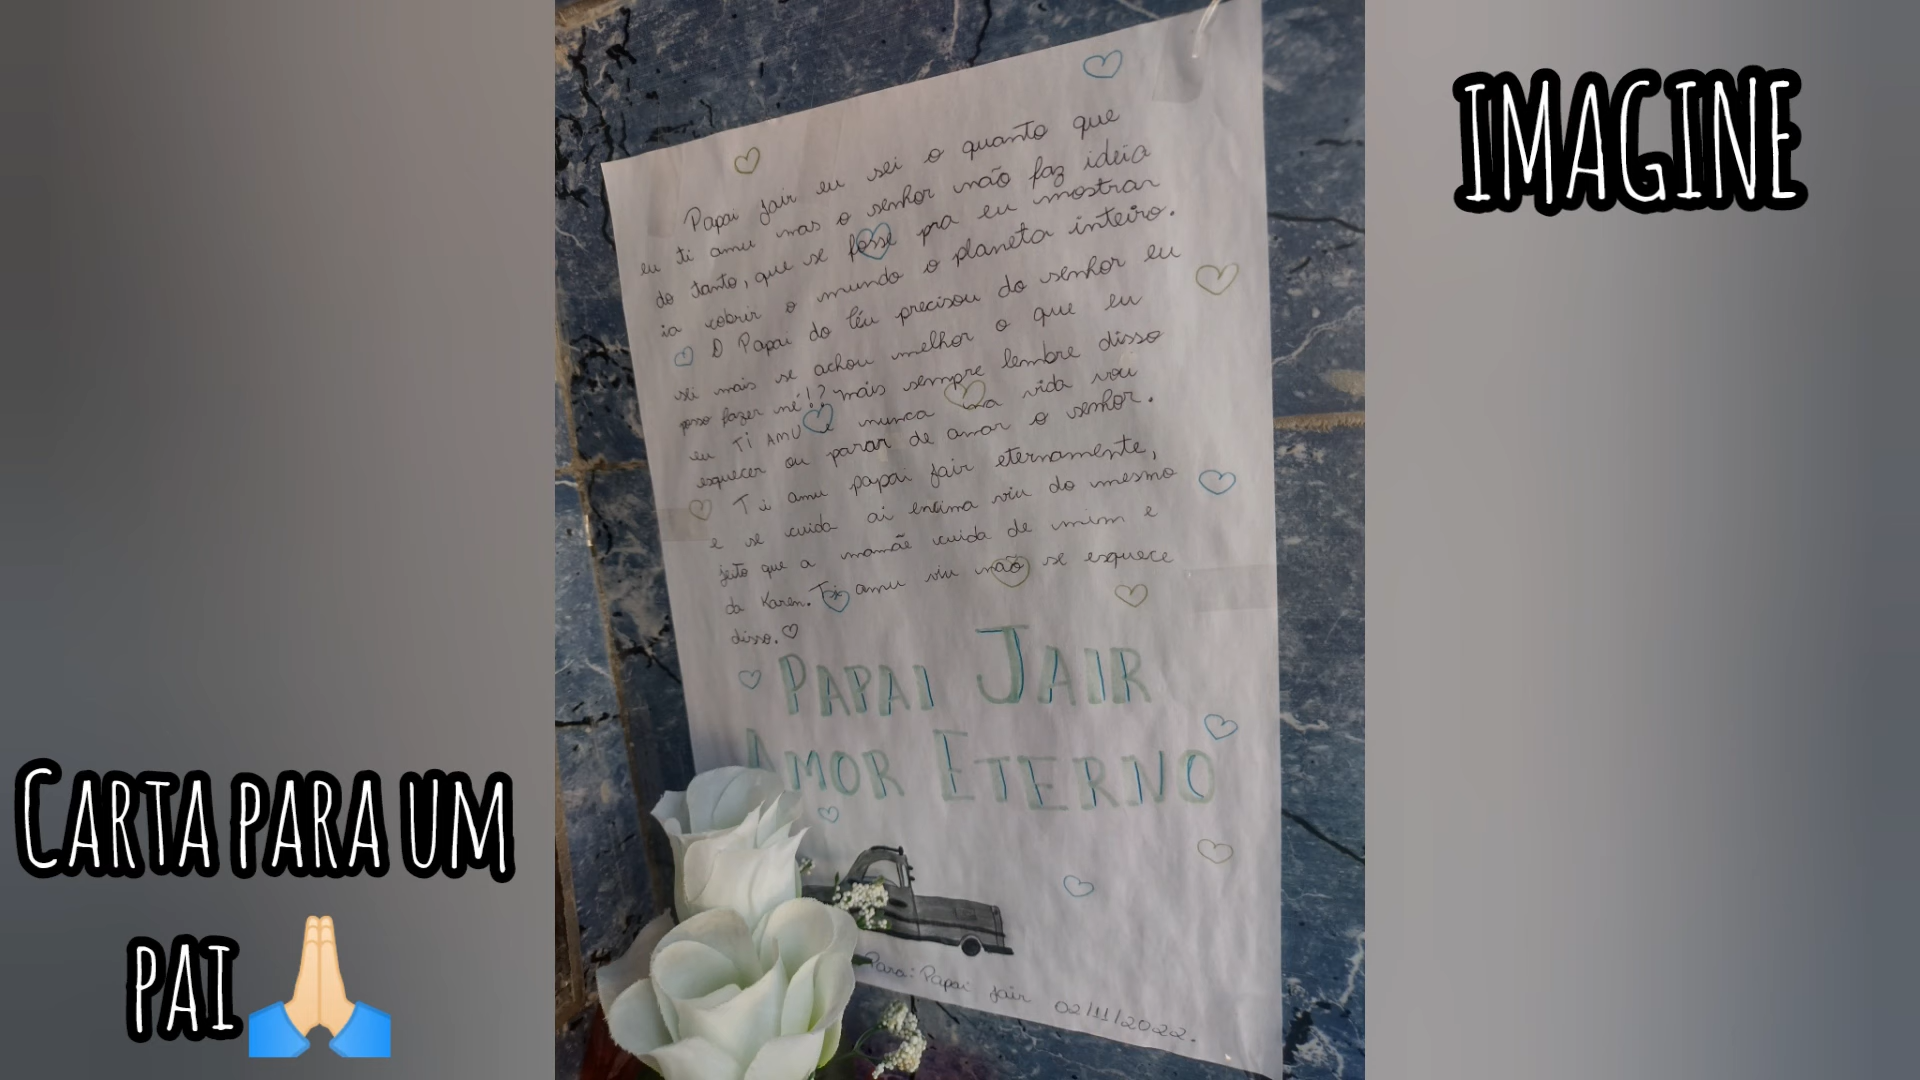 IMAGINE
Papai Jair eu sei o quanto que
eu ti amu mas o senhor não faz ideia
do tanto, que se fosse pra eu mostrar
ia cobrir o mundo o planeta inteiro.
O Papai do Céu precisou do senhor eu
sei mais se achou melhor o que eu
posso fazer né!? mais sempre lembre disso
eu TI AMU e nunca na vida vou
esquecer ou parar de amar o senhor.
Ti amu papai Jair eternamente,
e se cuida ai encima viu do mesmo
jeito que a mamãe cuida de mim e
da Karen. Ti amu viu não se esquece
disso.
PAPAI JAIR
AMOR ETERNO
Para: Papai Jair 02/11/2022.
CARTA PARA UM
PAI